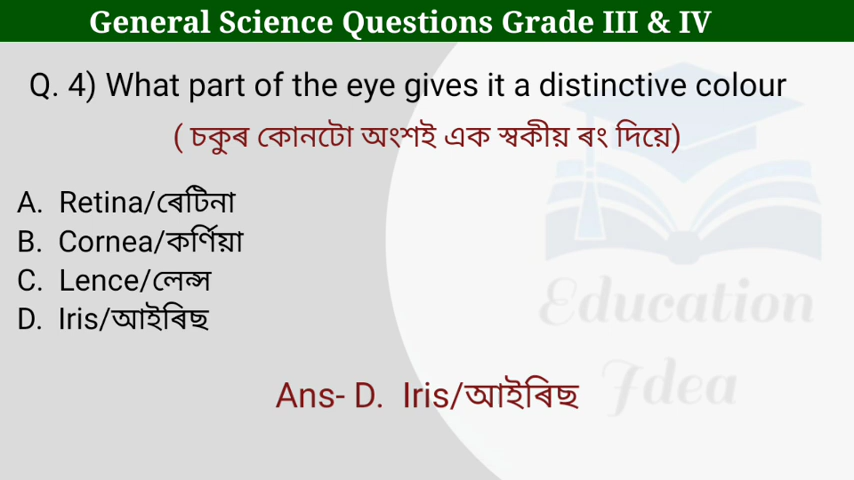 General Science Questions Grade III & IV
Q. 4) What part of the eye gives it a distinctive colour
( চকুৰ কোনটো অংশই এক স্বকীয় ৰং দিয়ে)
A. Retina/ৰেটিনা
B. Cornea/কৰ্ণিয়া
C. Lence/লেন্স
D. Iris/আইৰিছ
Education
Idea
Ans- D. Iris/আইৰিছ